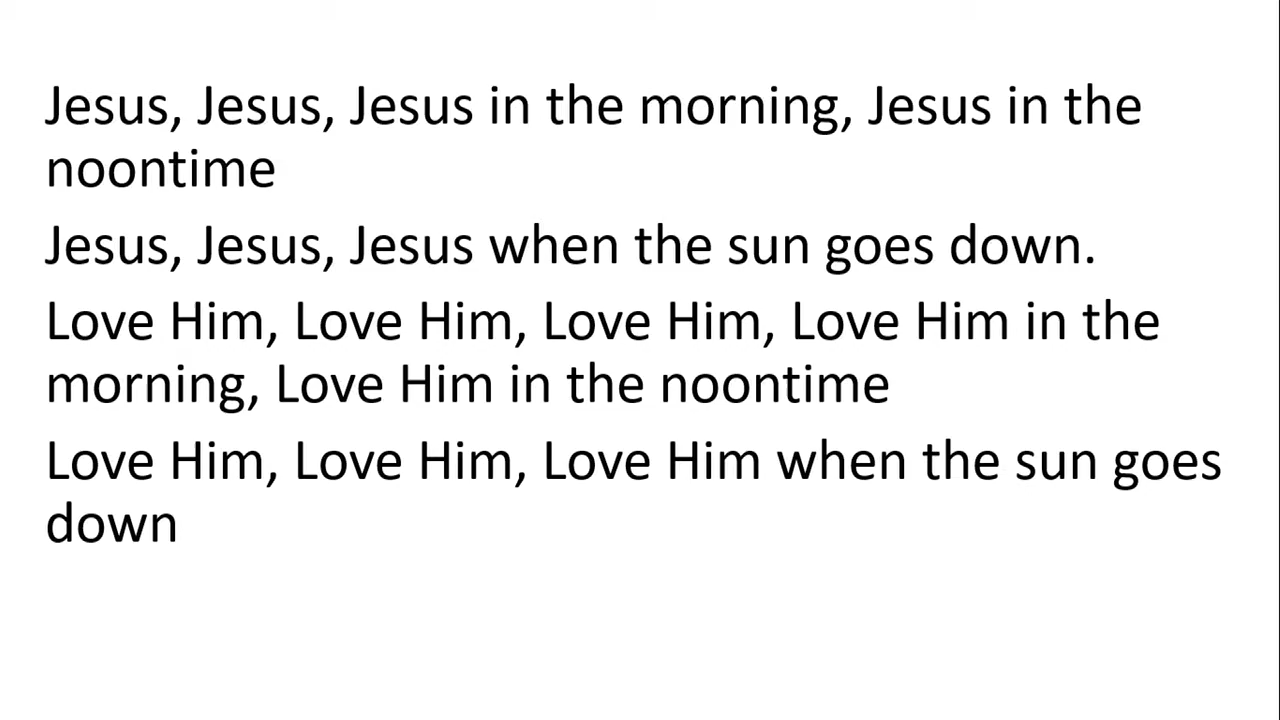 Jesus, Jesus, Jesus in the morning, Jesus in the
noontime
Jesus, Jesus, Jesus when the sun goes down.
Love Him, Love Him, Love Him, Love Him in the
morning, Love Him in the noontime
Love Him, Love Him, Love Him when the sun goes
down